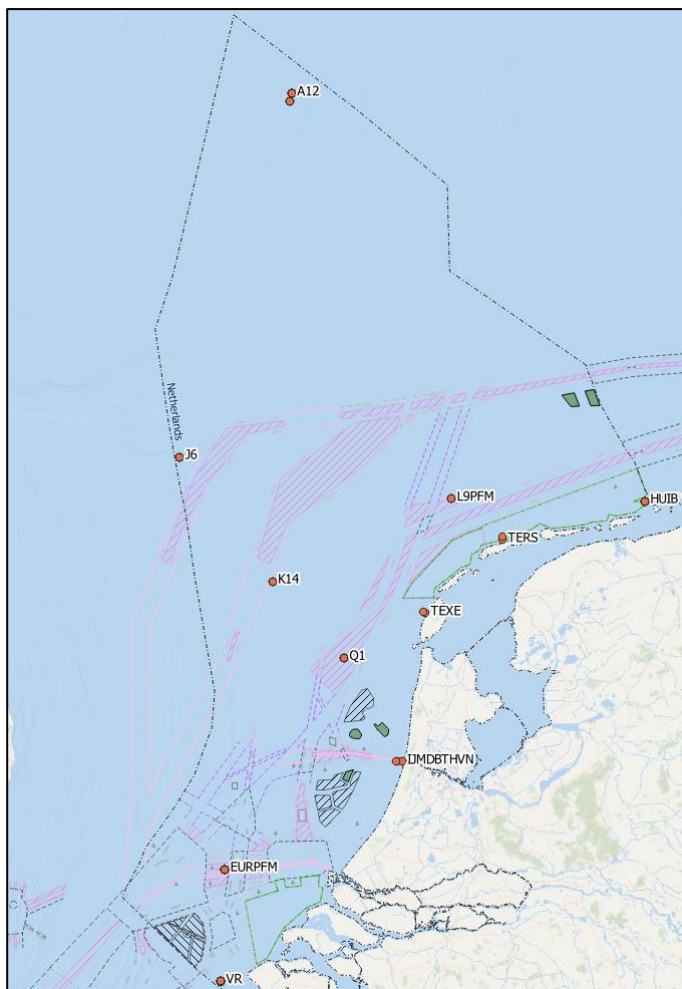 A12
Netherlands
J6
L9PFM
HUIB
TERS
K14
TEXE
Q1
IJMDBTHVN
EURPFM
VR